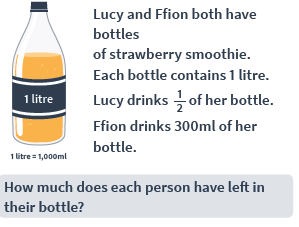 Lucy and Ffion both have
bottles
of strawberry smoothie.
Each bottle contains 1 litre.
Lucy drinks 1/2 of her bottle.
Ffion drinks 300ml of her
bottle.
1 litre
1 litre = 1,000ml
How much does each person have left in
their bottle?